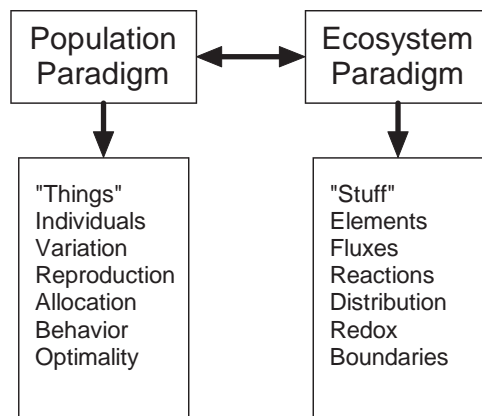 Population
Paradigm
Ecosystem
Paradigm
"Things"
Individuals
Variation
Reproduction
Allocation
Behavior
Optimality
"Stuff"
Elements
Fluxes
Reactions
Distribution
Redox
Boundaries